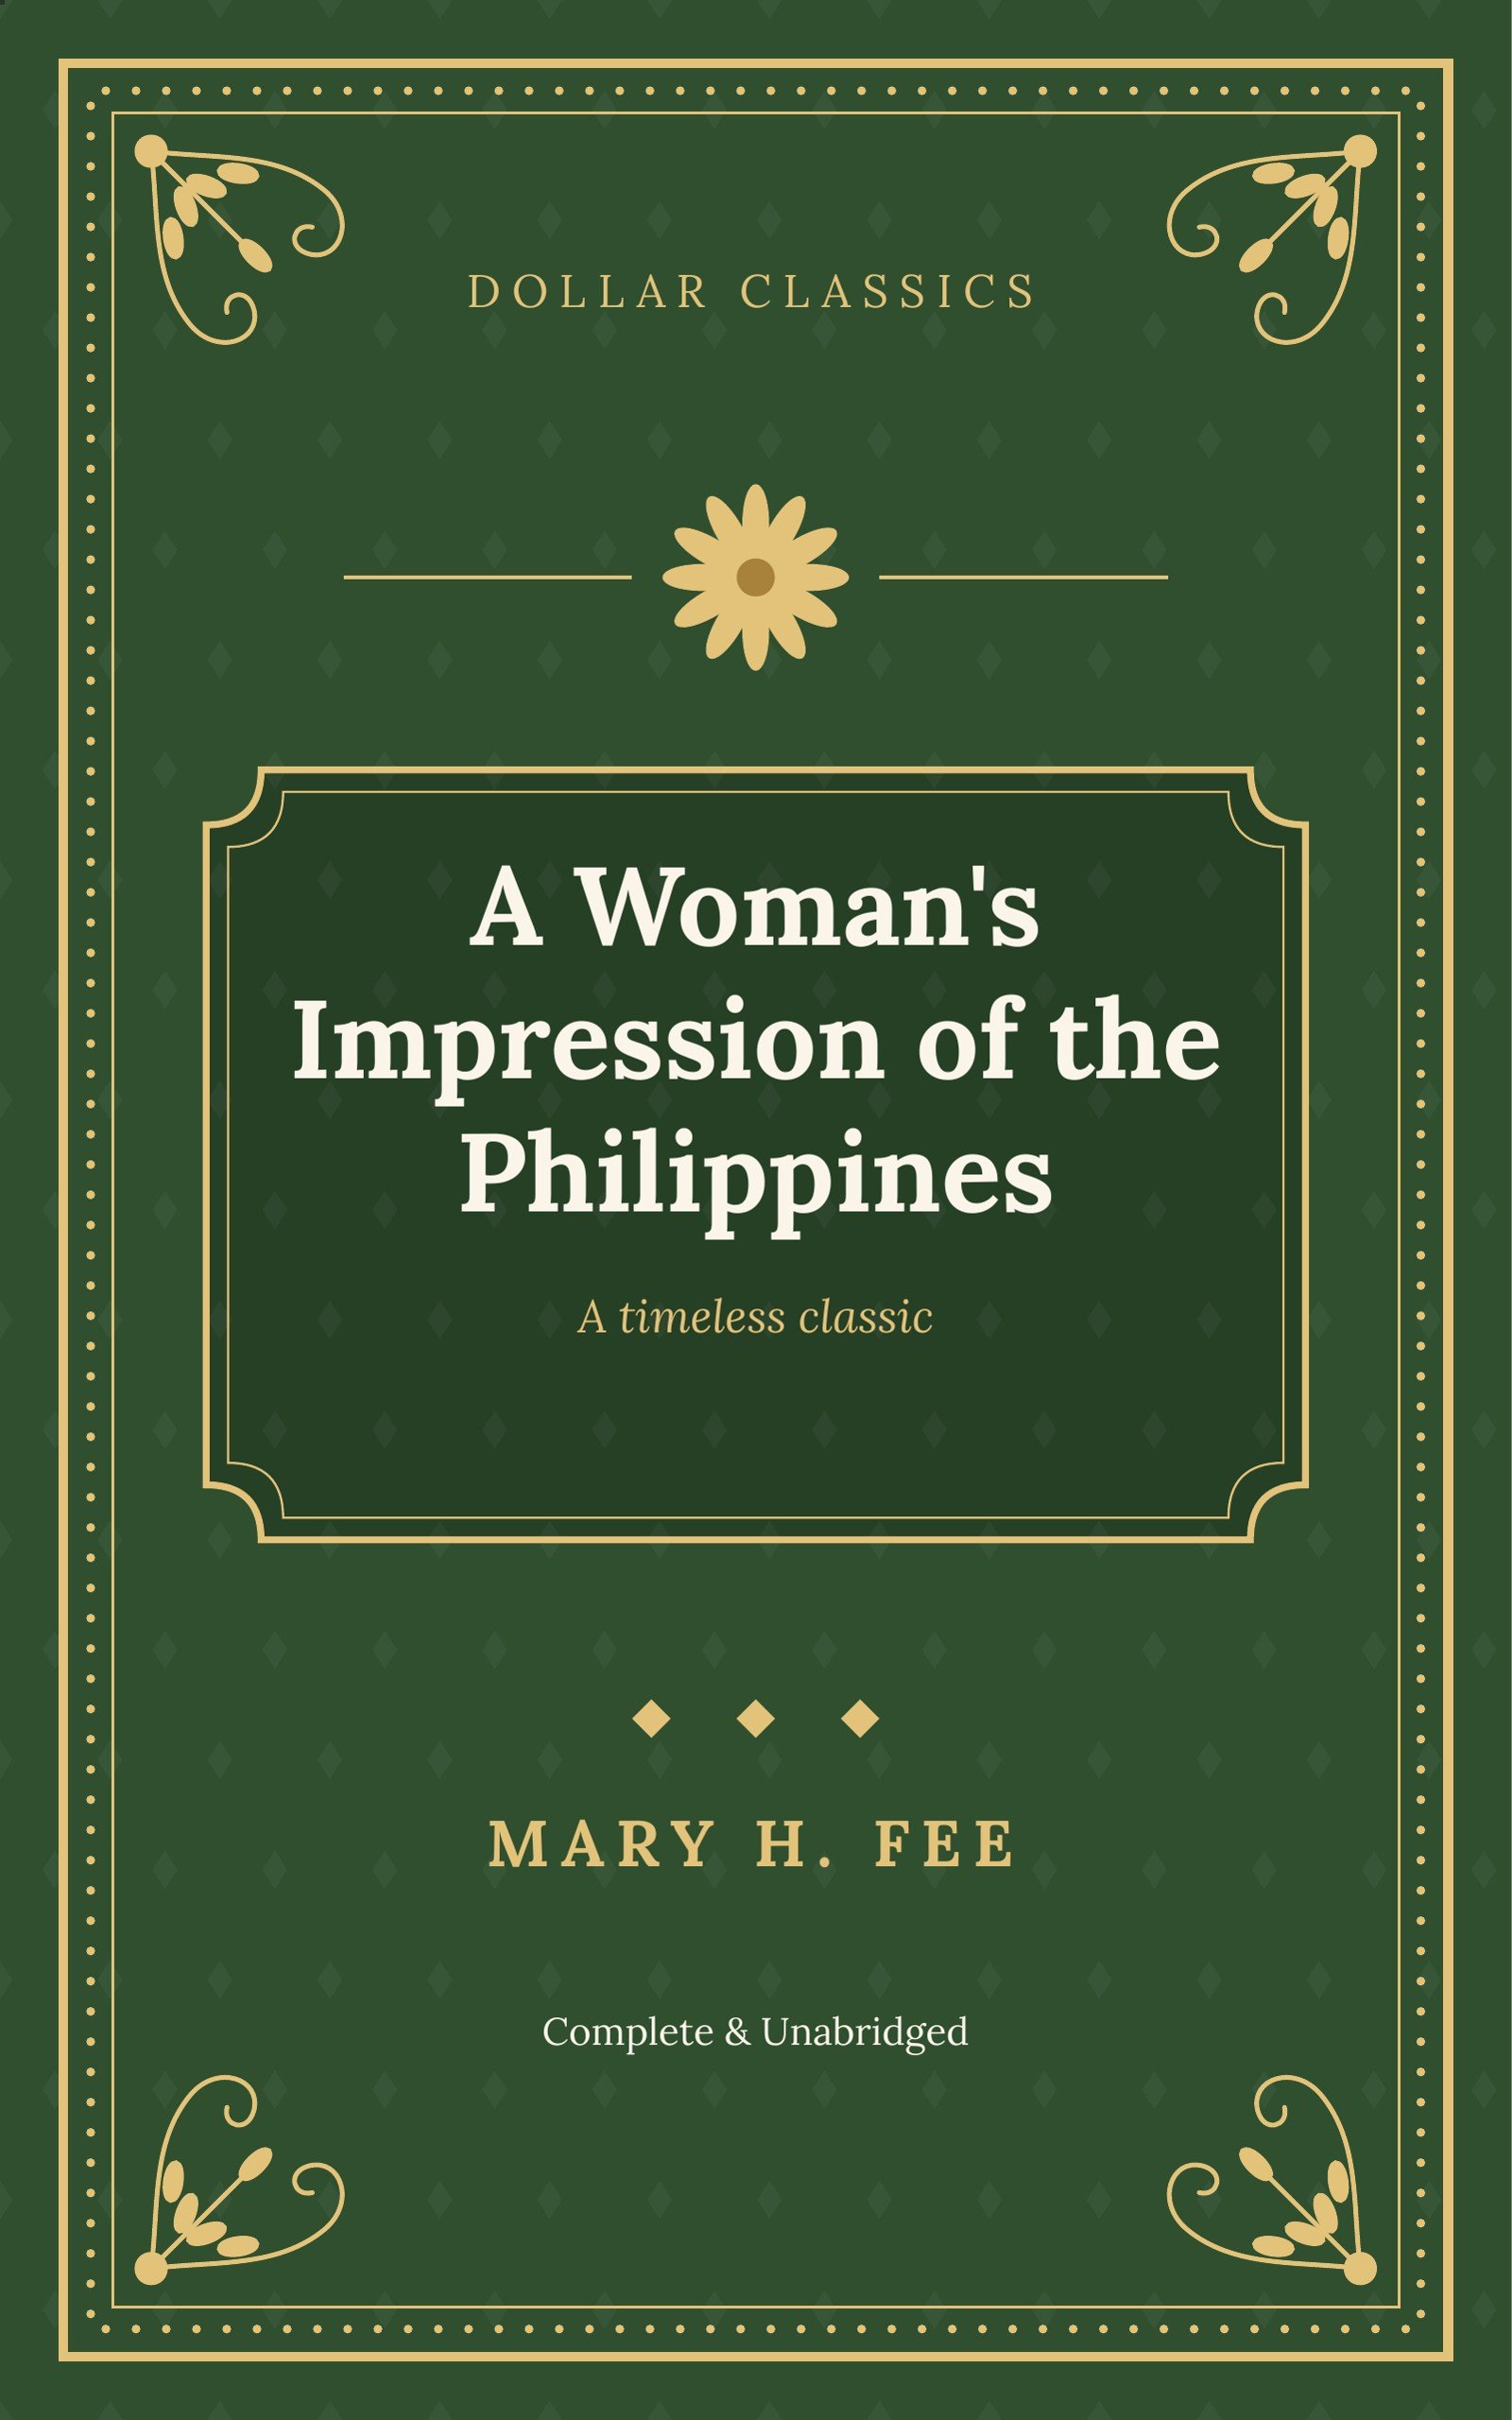 DOLLAR CLASSICS
A Woman's
Impression of the
Philippines
A timeless classic
MARY H. FEE
Complete & Unabridged